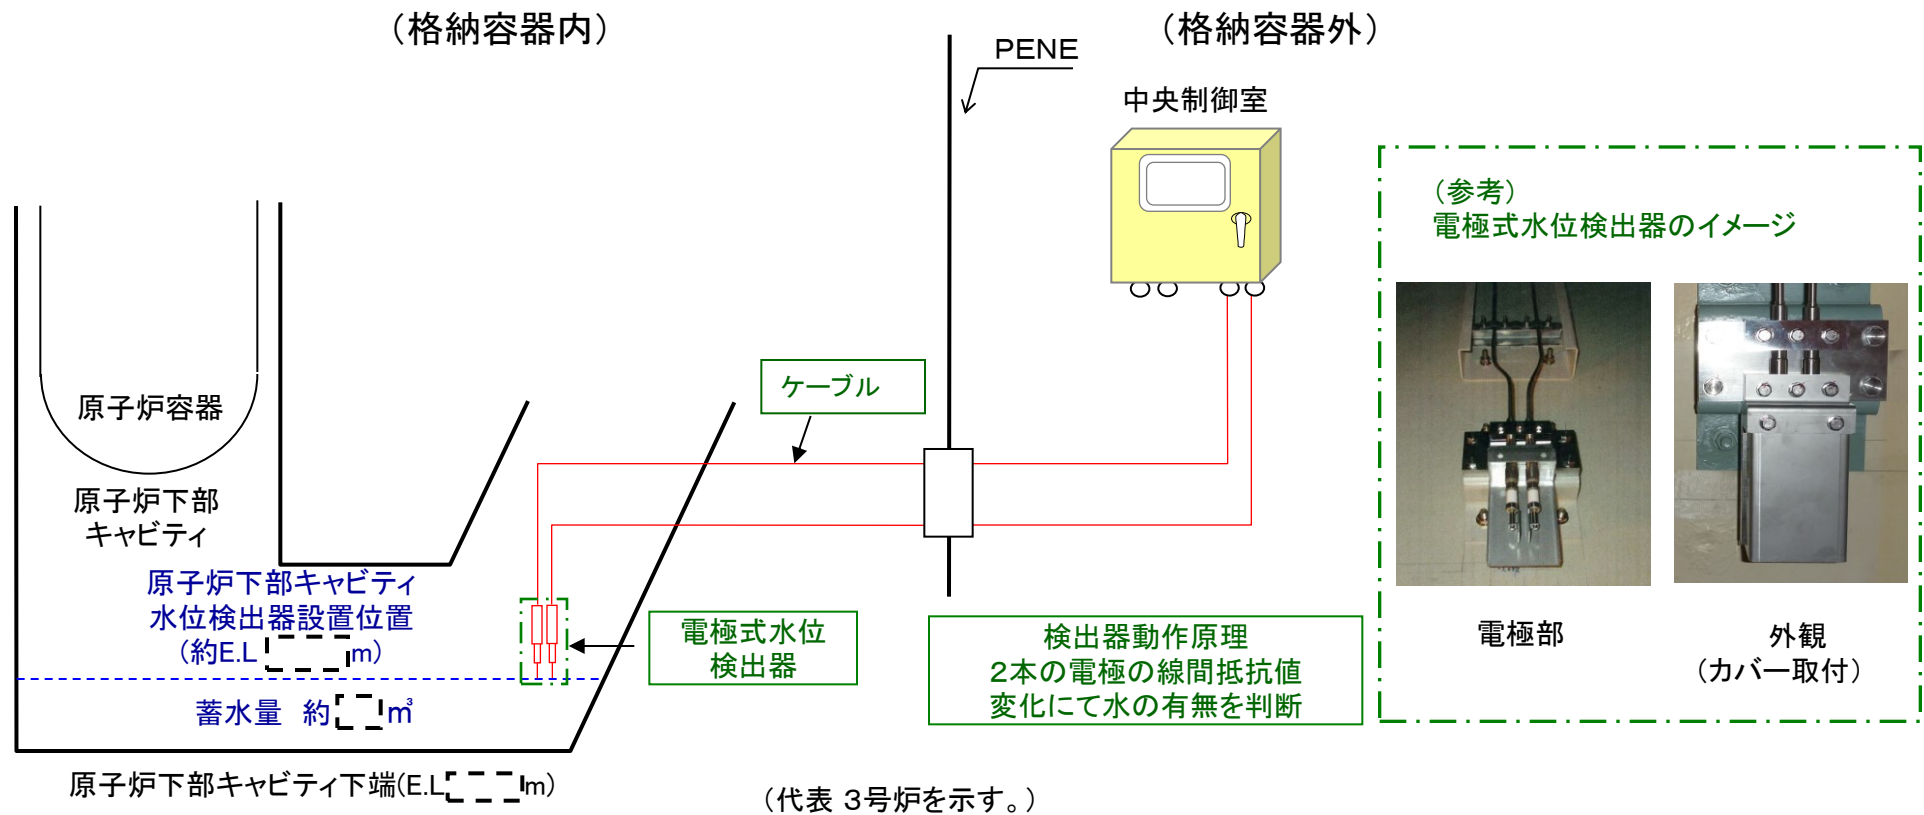 （格納容器内）
（格納容器外）
PENE
中央制御室
（参考）
電極式水位検出器のイメージ
ケーブル
原子炉容器
原子炉下部
キャビティ
原子炉下部キャビティ
水位検出器設置位置
(約E.L m)
蓄水量 約 ㎥
電極式水位
検出器
検出器動作原理
２本の電極の線間抵抗値
変化にて水の有無を判断
電極部
外観
（カバー取付）
原子炉下部キャビティ下端(E.L m)
（代表 3号炉を示す。）